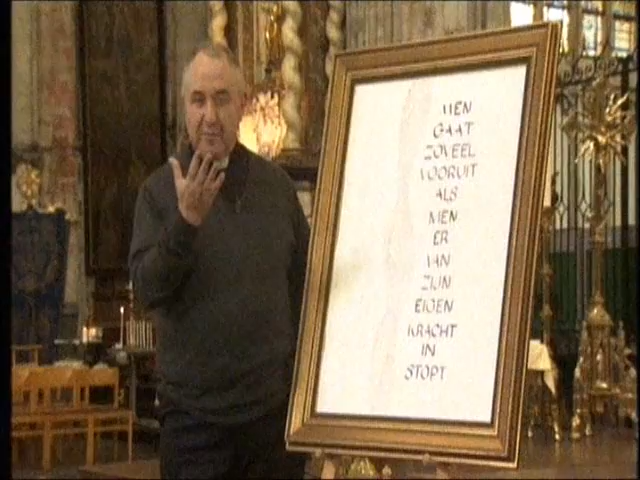 MEN
GAAT
ZOVEEL
VOORUIT
ALS
MEN
ER
VAN
ZIJN
EIGEN
KRACHT
IN
STOPT